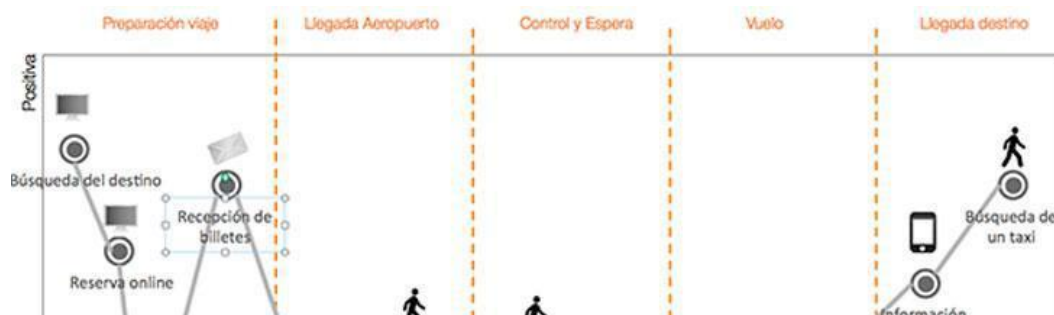 Preparación viaje
Llegada Aeropuerto
Control y Espera
Vuelo
Llegada destino
Positiva
Búsqueda del destino
Recepción de
billetes
Reserva online
Búsqueda de
un taxi
Información